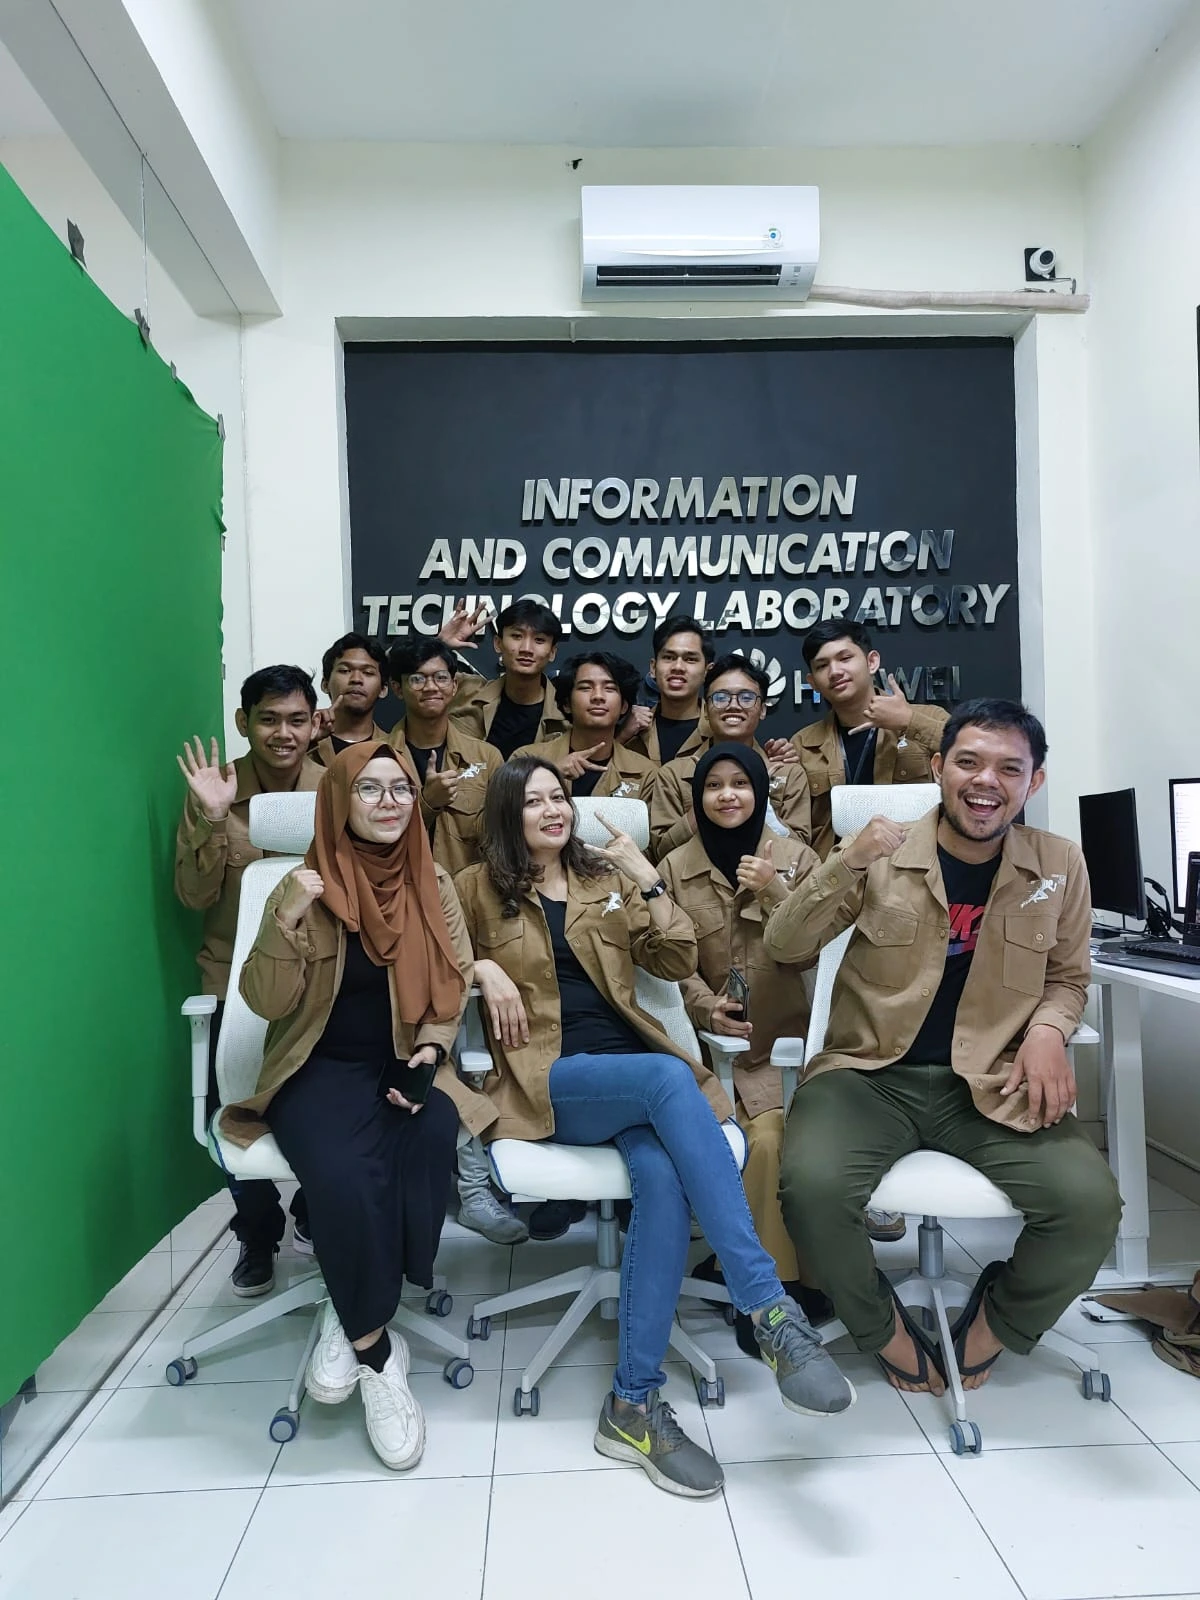 INFORMATION
AND COMMUNICATION
TECHNOLOGY LABORATORY